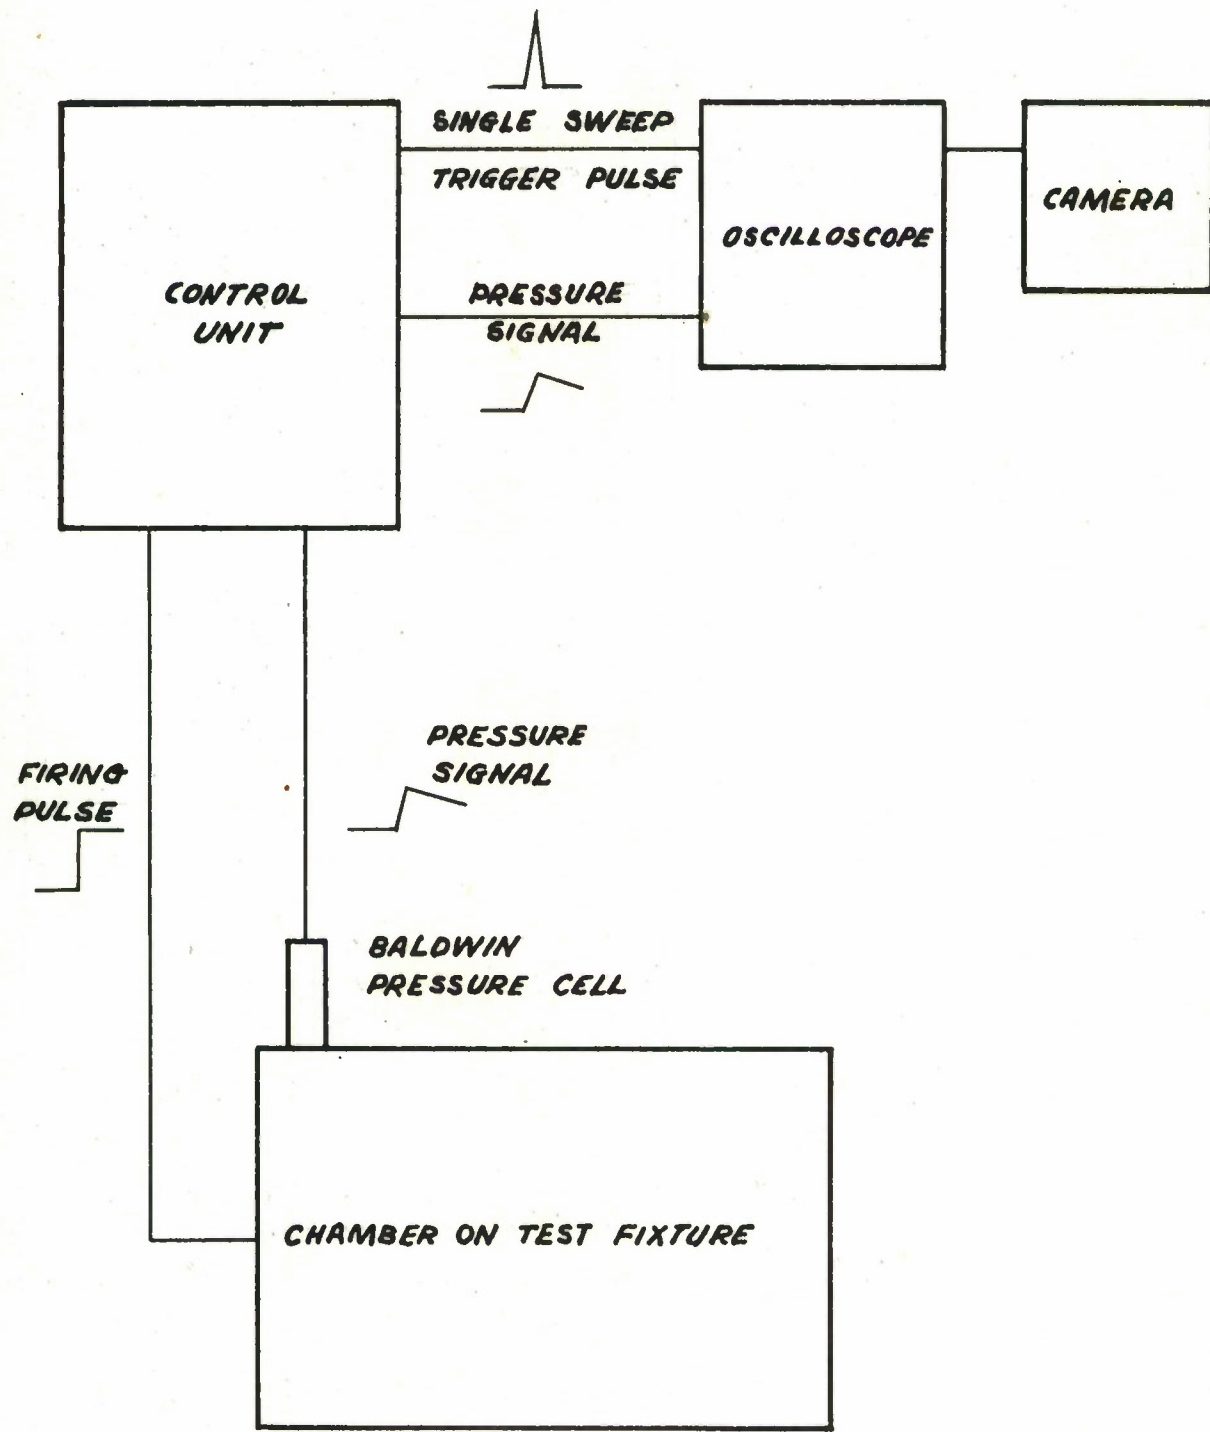 SINGLE SWEEP
TRIGGER PULSE
CONTROL
UNIT
PRESSURE
SIGNAL
OSCILLOSCOPE
CAMERA
FIRING
PULSE
PRESSURE
SIGNAL
BALDWIN
PRESSURE CELL
CHAMBER ON TEST FIXTURE